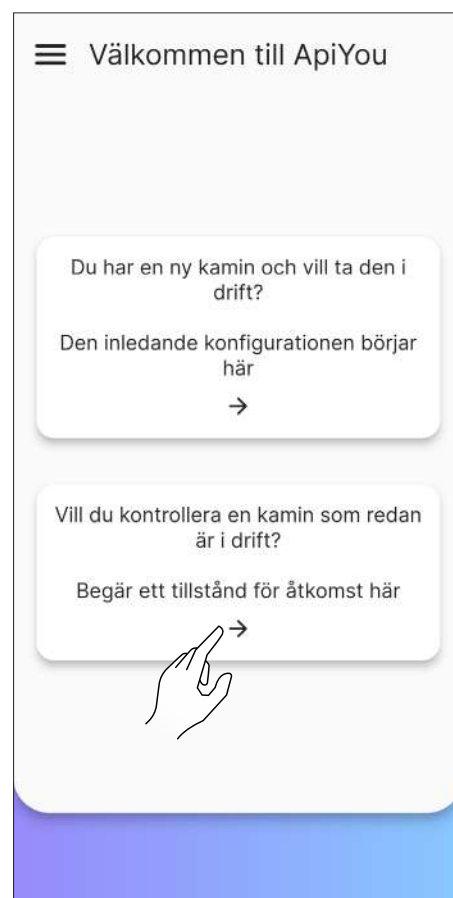 Välkommen till ApiYou
Du har en ny kamin och vill ta den i
drift?
Den inledande konfigurationen börjar
här
Vill du kontrollera en kamin som redan
är i drift?
Begär ett tillstånd för åtkomst här